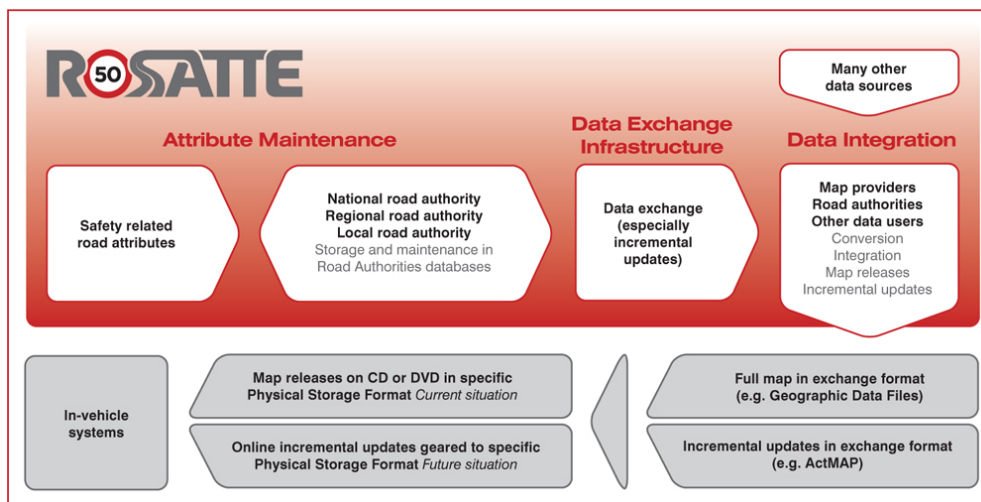 ROSATTE
50
Many other
data sources
Attribute Maintenance
Data Exchange
Infrastructure
Data Integration
Safety related
road attributes
National road authority
Regional road authority
Local road authority
Storage and maintenance in
Road Authorities databases
Data exchange
(especially
incremental
updates)
Map providers
Road authorities
Other data users
Conversion
Integration
Map releases
Incremental updates
In-vehicle
systems
Map releases on CD or DVD in specific
Physical Storage Format Current situation
Online incremental updates geared to specific
Physical Storage Format Future situation
Full map in exchange format
(e.g. Geographic Data Files)
Incremental updates in exchange format
(e.g. ActMAP)